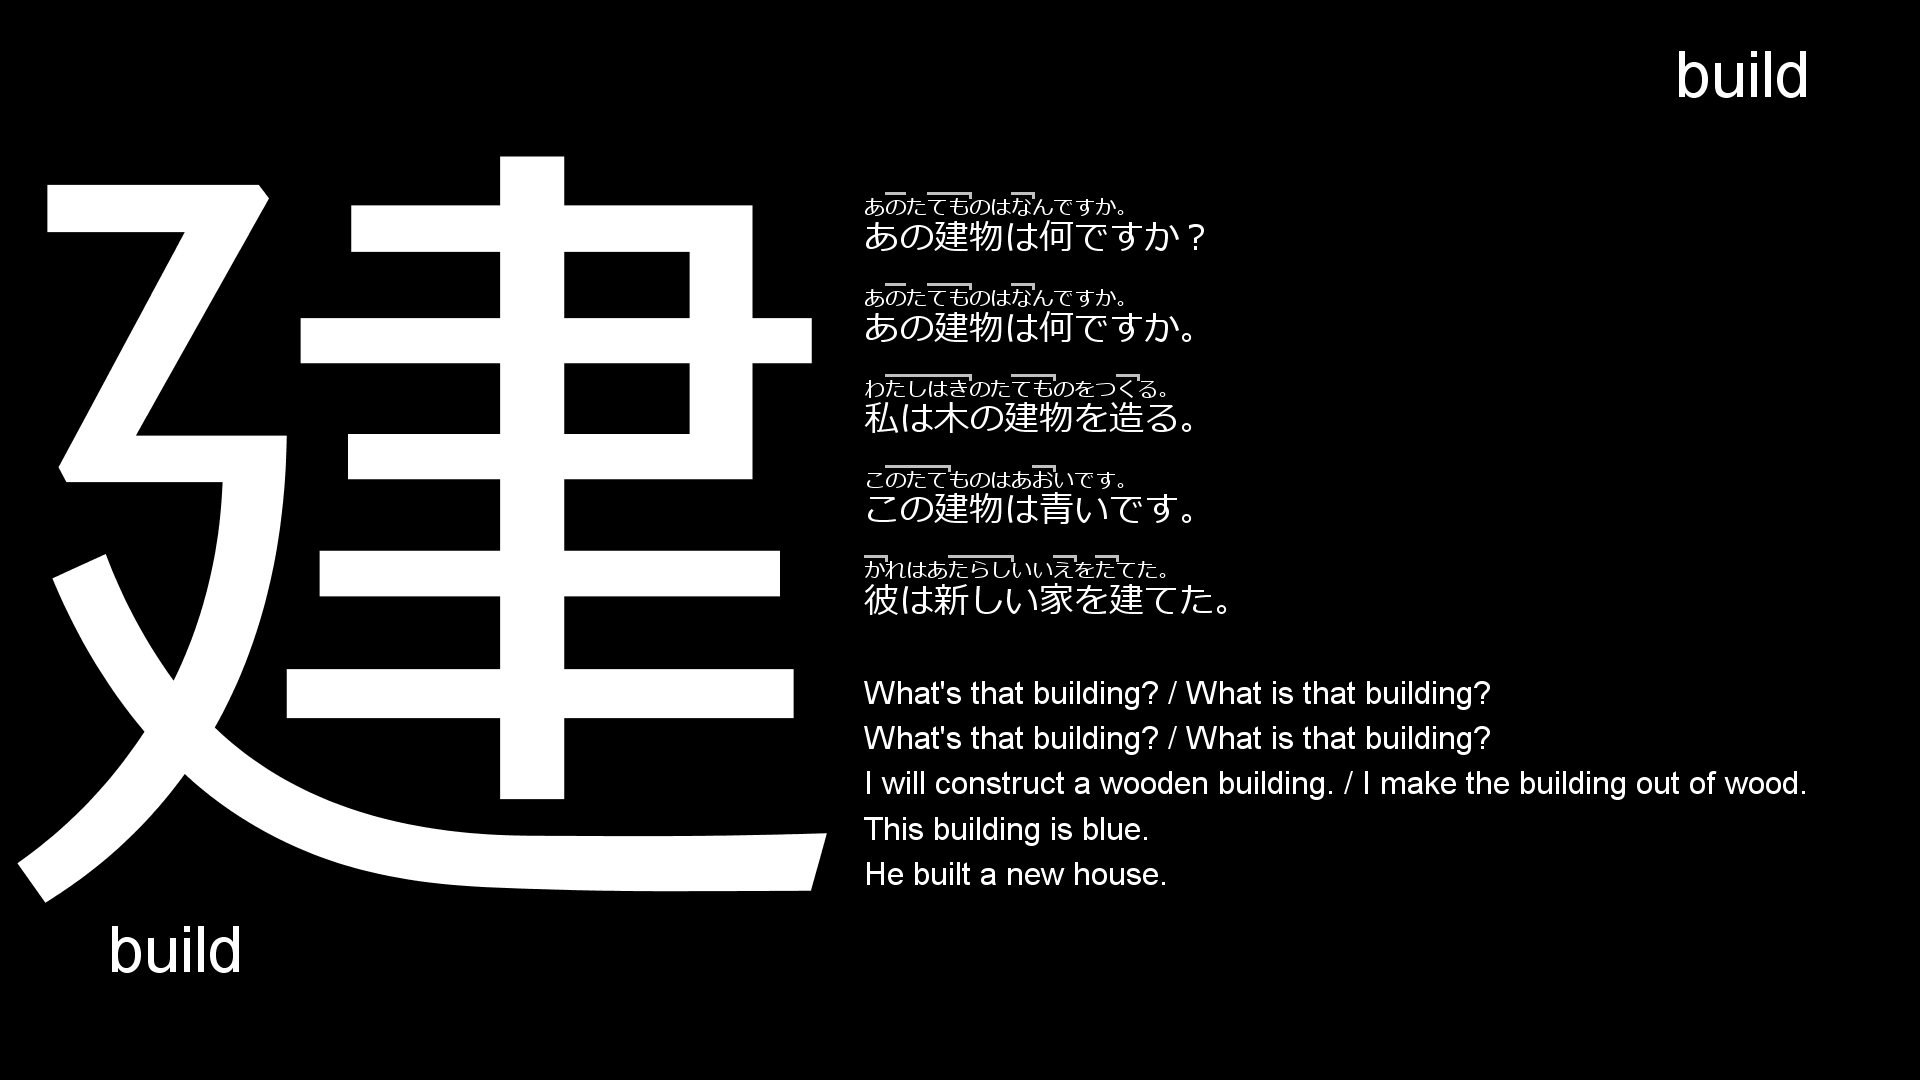 build
建
build
あのたてものはなんですか。
あの建物は何ですか？
あのたてものはなんですか。
あの建物は何ですか。
わたしはきのたてものをつくる。
私は木の建物を造る。
このたてものはあおいです。
この建物は青いです。
かれはあたらしいいえをたてた。
彼は新しい家を建てた。
What's that building? / What is that building?
What's that building? / What is that building?
I will construct a wooden building. / I make the building out of wood.
This building is blue.
He built a new house.